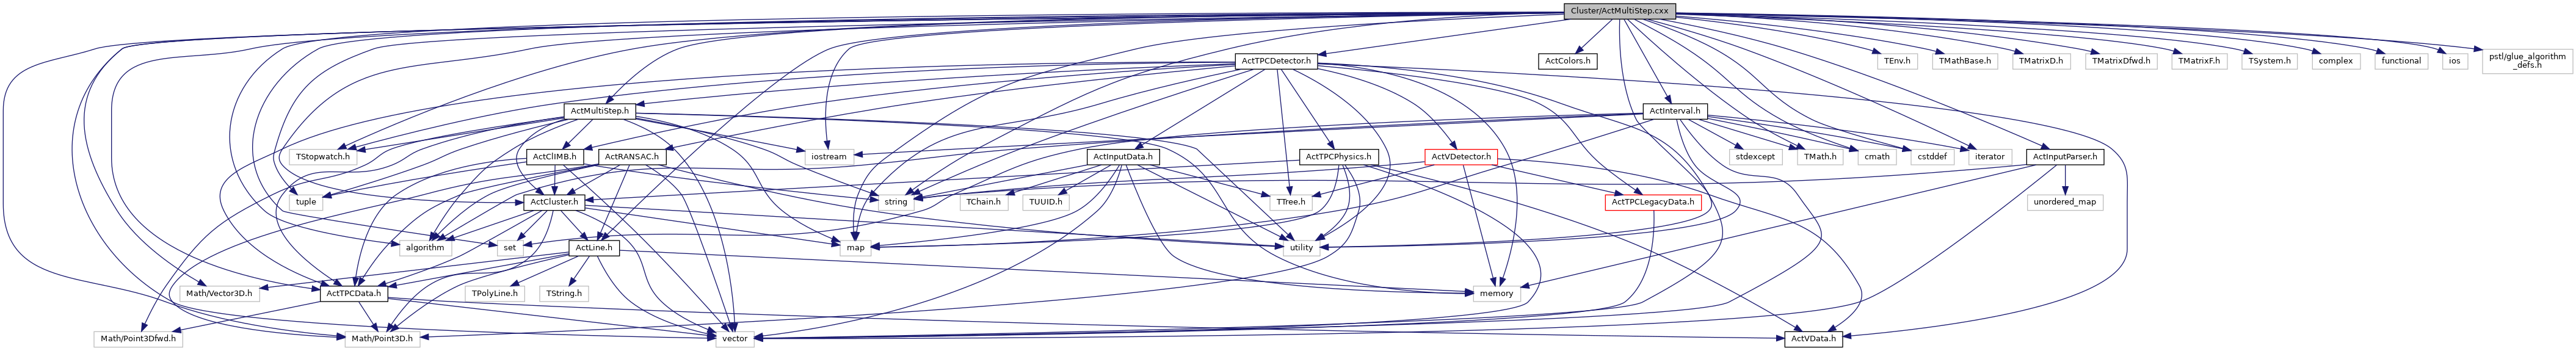 Cluster/ActMultiStep.cxx
ActTPCDetector.h
ActColors.h
TEnv.h
TMathBase.h
TMatrixD.h
TMatrixDfwd.h
TMatrixF.h
TSystem.h
complex
functional
ios
pstl/glue_algorithm
_defs.h
ActMultiStep.h
ActInterval.h
TStopwatch.h
ActClIMB.h
ActRANSAC.h
iostream
ActInputData.h
ActTPCPhysics.h
ActVDetector.h
stdexcept
TMath.h
cmath
cstddef
iterator
ActInputParser.h
tuple
ActCluster.h
string
TChain.h
TUUID.h
TTree.h
ActTPCLegacyData.h
unordered_map
algorithm
set
ActLine.h
map
utility
Math/Vector3D.h
ActTPCData.h
TPolyLine.h
TString.h
memory
Math/Point3Dfwd.h
Math/Point3D.h
vector
ActVData.h